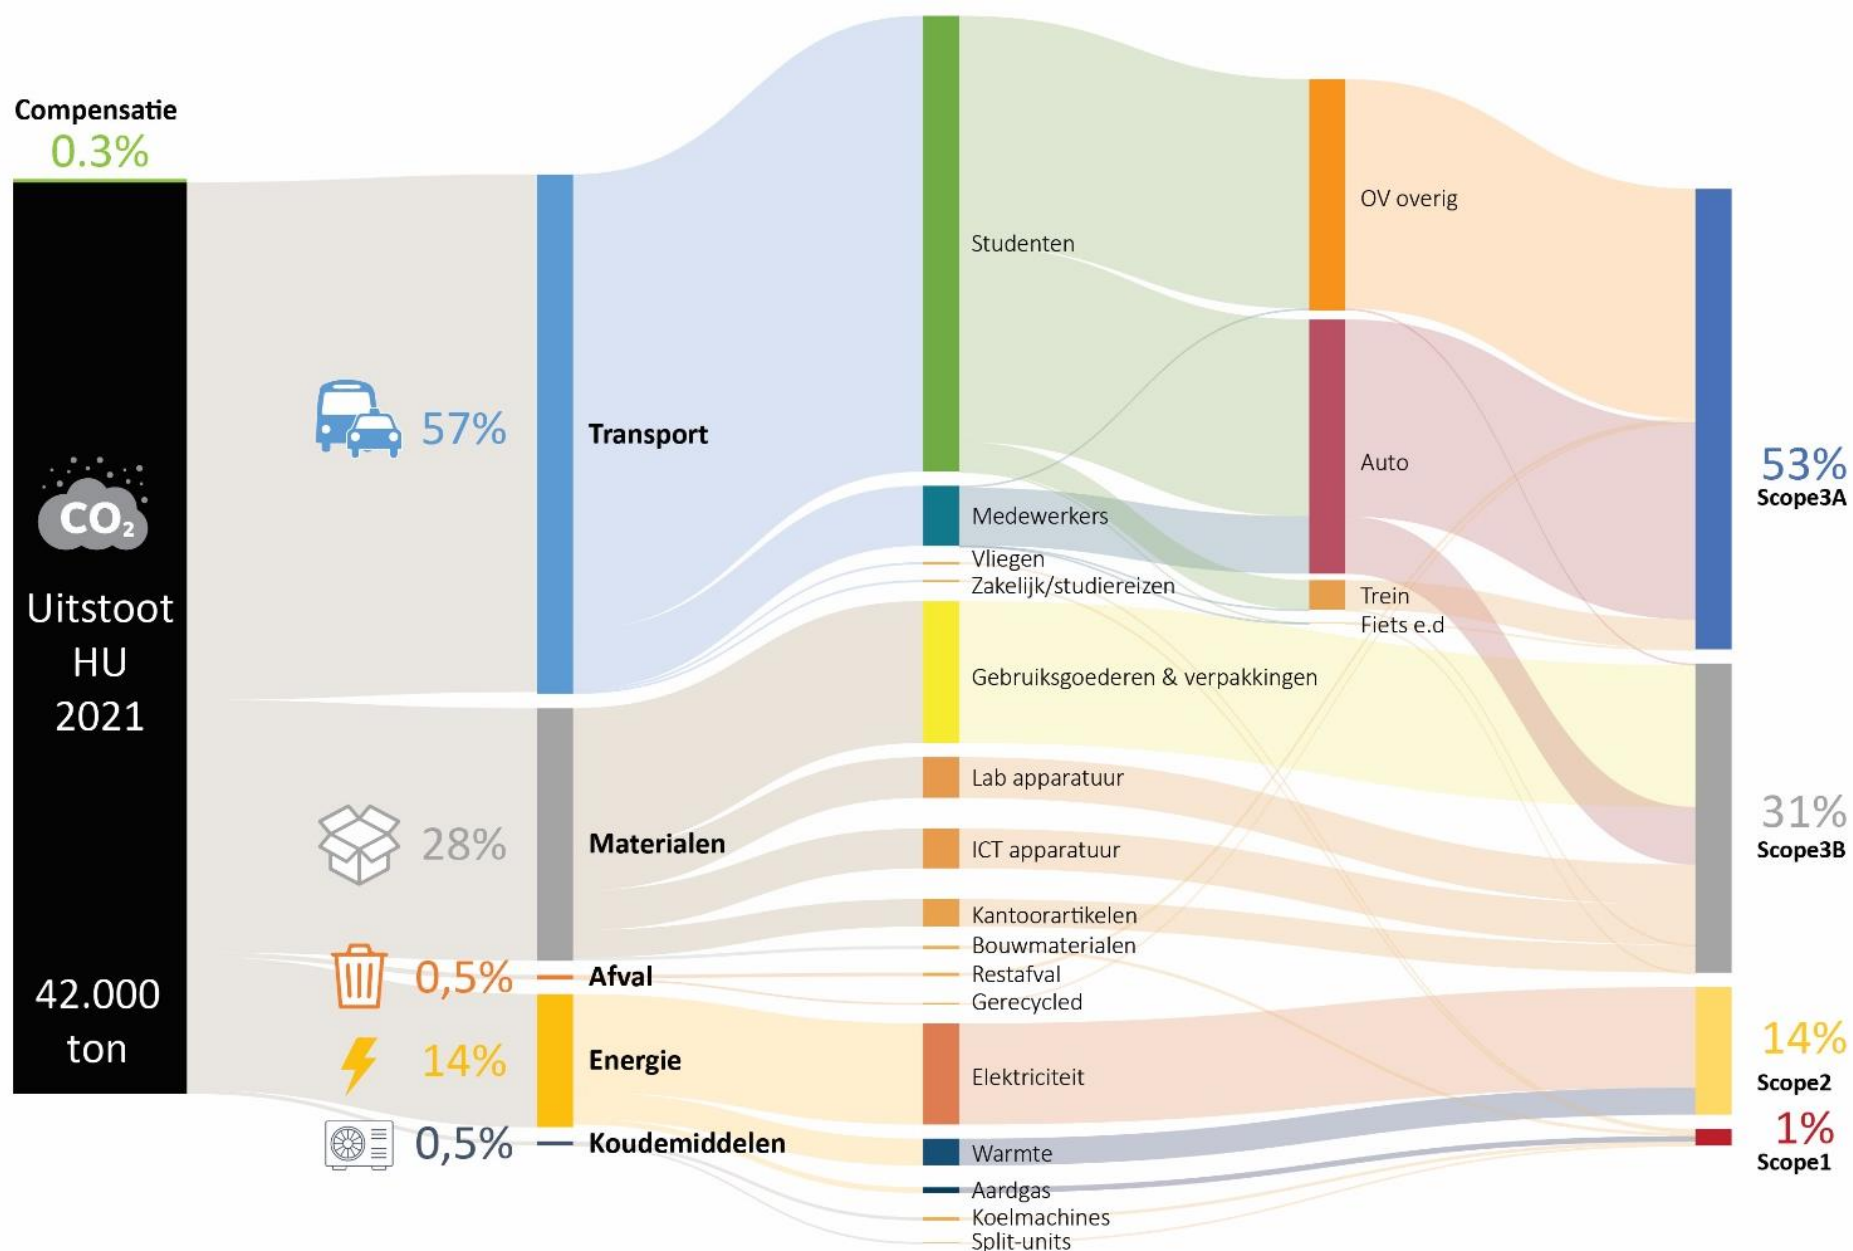 Compensatie
0.3%
CO₂
Uitstoot
HU
2021
42.000
ton
57%
Transport
28%
Materialen
0,5%
Afval
14%
Energie
0,5%
Koudemiddelen
Studenten
Medewerkers
Vliegen
Zakelijk/studiereizen
Gebruiksgoederen & verpakkingen
Lab apparatuur
ICT apparatuur
Kantoorartikelen
Bouwmaterialen
Restafval
Gerecycled
Elektriciteit
Warmte
Aardgas
Koelmachines
Split-units
OV overig
Auto
Trein
Fiets e.d
53%
Scope3A
31%
Scope3B
14%
Scope2
1%
Scope1